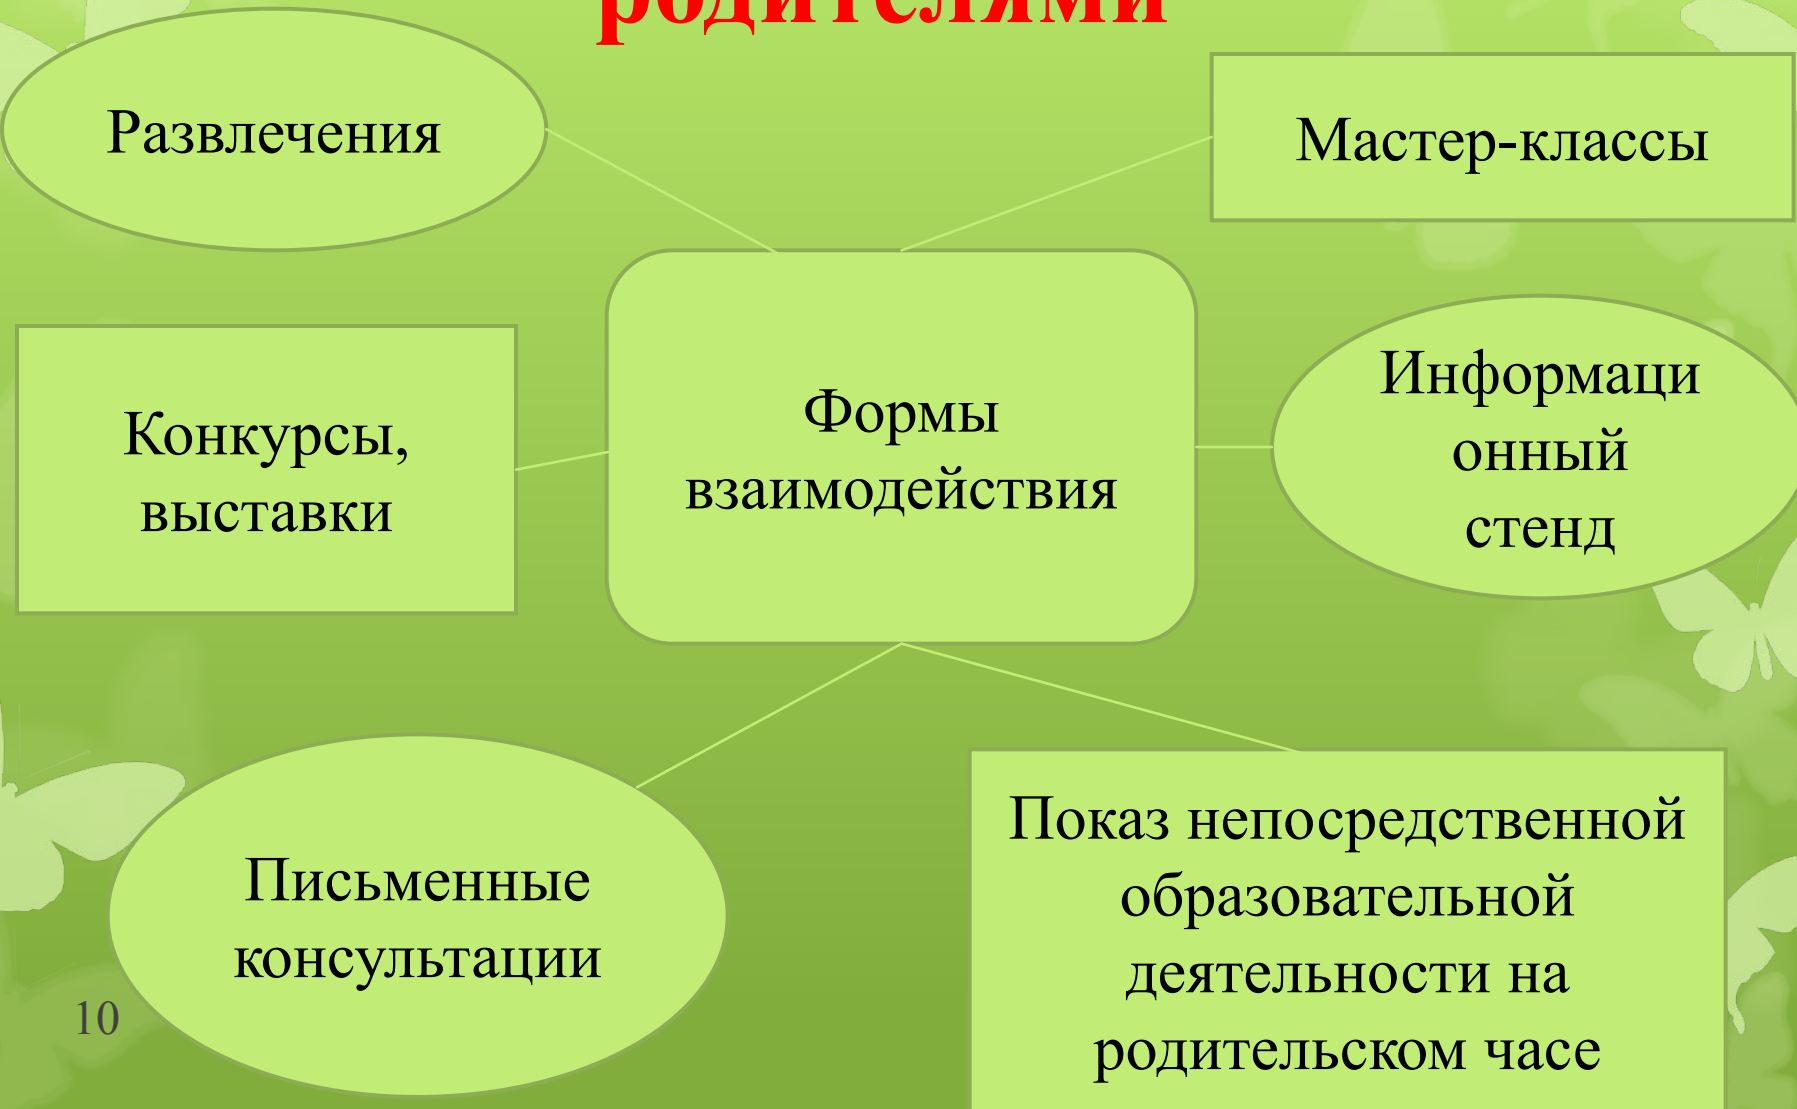 родителями
Развлечения
Мастер-классы
Конкурсы,
выставки
Формы
взаимодействия
Информаци
онный
стенд
Письменные
консультации
Показ непосредственной
образовательной
деятельности на
родительском часе
10